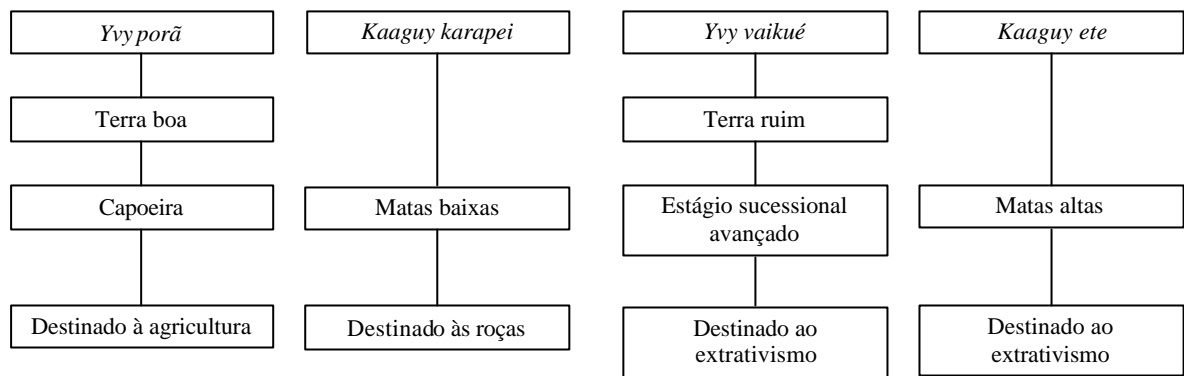 Yvy porã
Kaaguy karapei
Yvy vaikué
Kaaguy ete
Terra boa
Terra ruim
Capoeira
Matas baixas
Estágio sucessional
avançado
Matas altas
Destinado à agricultura
Destinado às roças
Destinado ao
extrativismo
Destinado ao
extrativismo